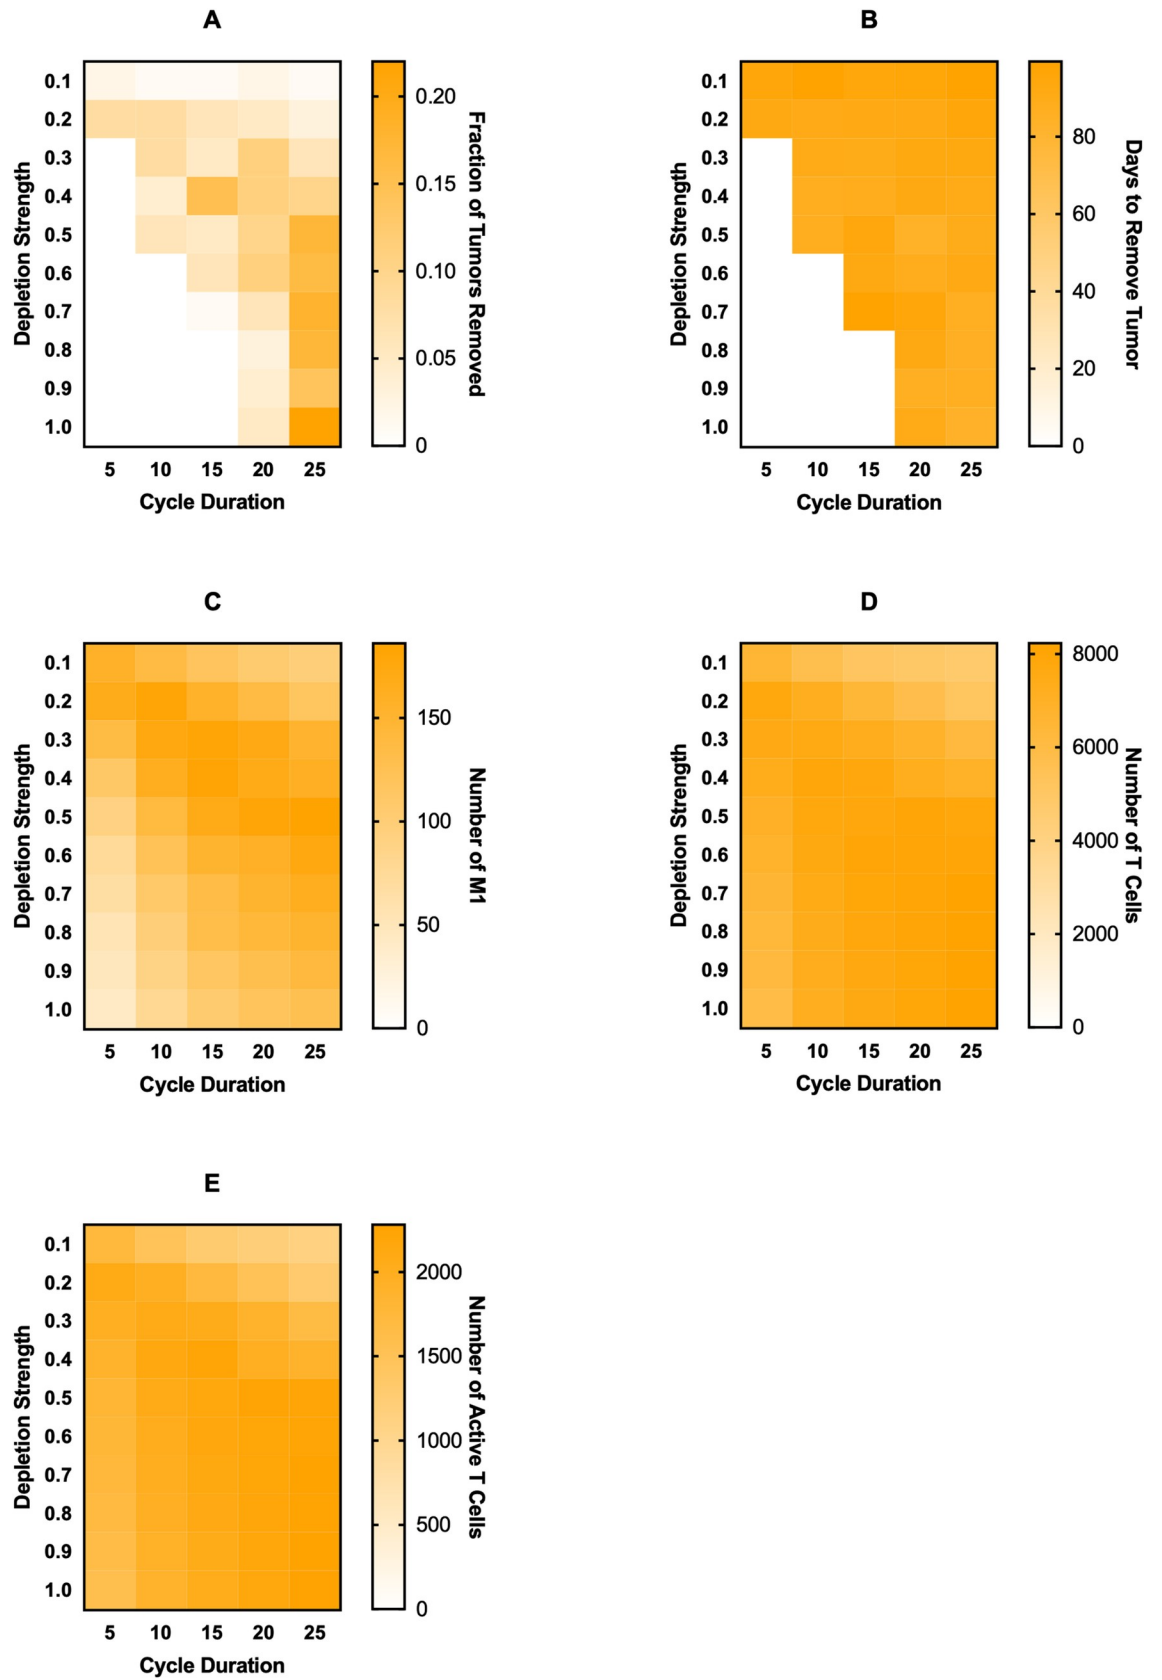 A
0.1
0.2
0.3
0.4
0.5
0.6
0.7
0.8
0.9
1.0
Depletion Strength
5 10 15 20 25
Cycle Duration
0.20
0.15
0.10
0.05
0
Fraction of Tumors Removed
B
0.1
0.2
0.3
0.4
0.5
0.6
0.7
0.8
0.9
1.0
Depletion Strength
5 10 15 20 25
Cycle Duration
80
60
40
20
0
Days to Remove Tumor
C
0.1
0.2
0.3
0.4
0.5
0.6
0.7
0.8
0.9
1.0
Depletion Strength
5 10 15 20 25
Cycle Duration
150
100
50
0
Number of M1
D
0.1
0.2
0.3
0.4
0.5
0.6
0.7
0.8
0.9
1.0
Depletion Strength
5 10 15 20 25
Cycle Duration
8000
6000
4000
2000
0
Number of T Cells
E
0.1
0.2
0.3
0.4
0.5
0.6
0.7
0.8
0.9
1.0
Depletion Strength
5 10 15 20 25
Cycle Duration
2000
1500
1000
500
0
Number of Active T Cells